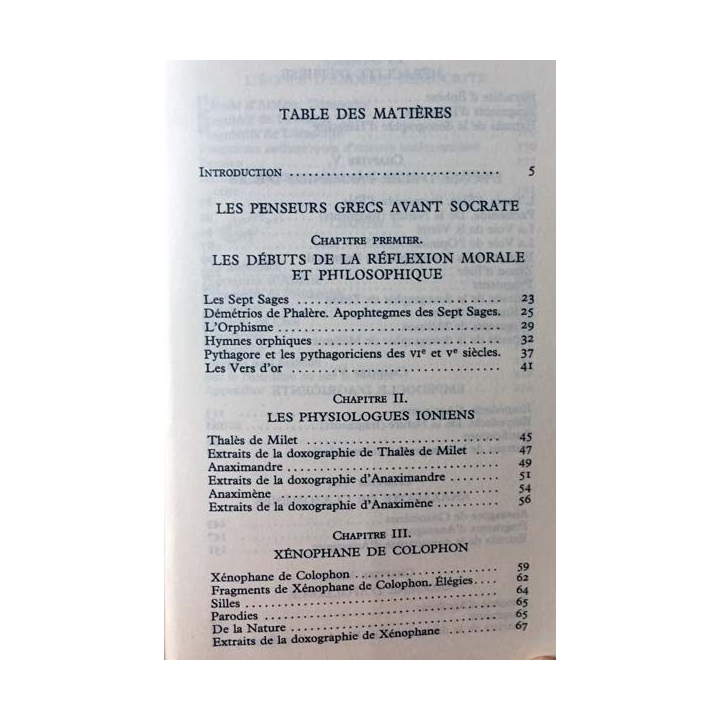 TABLE DES MATIÈRES
INTRODUCTION ................................. 5
LES PENSEURS GRECS AVANT SOCRATE
CHAPITRE PREMIER.
LES DÉBUTS DE LA RÉFLEXION MORALE
ET PHILOSOPHIQUE
Les Sept Sages ................................. 23
Démétrios de Phalère. Apophtegmes des Sept Sages. 25
L'Orphisme ................................. 29
Hymnes orphiques ................................. 32
Pythagore et les pythagoriciens des VIe et Ve siècles. 37
Les Vers d'or ................................. 41
CHAPITRE II.
LES PHYSIOLOGUES IONIENS
Thalès de Milet ................................. 45
Extraits de la doxographie de Thalès de Milet .... 47
Anaximandre ................................. 49
Extraits de la doxographie d'Anaximandre ........ 51
Anaximène ................................. 54
Extraits de la doxographie d'Anaximène .......... 56
CHAPITRE III.
XÉNOPHANE DE COLOPHON
Xénophane de Colophon ....................... 59
Fragments de Xénophane de Colophon. Élégies.... 62
Silles ................................. 64
Parodies ................................. 65
De la Nature ................................. 65
Extraits de la doxographie de Xénophane ........ 67